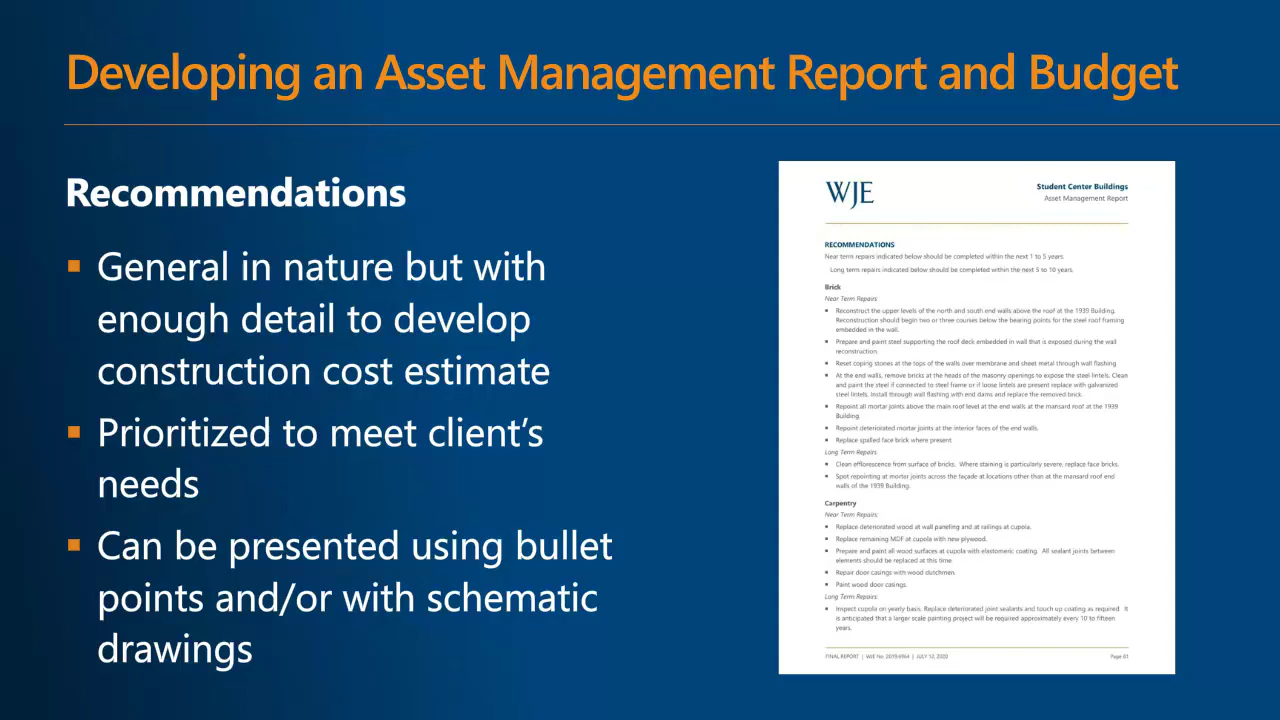 Developing an Asset Management Report and Budget
Recommendations
▪ General in nature but with
enough detail to develop
construction cost estimate
▪ Prioritized to meet client's
needs
▪ Can be presented using bullet
points and/or with schematic
drawings
WJE
Student Center Buildings
Asset Management Report
RECOMMENDATIONS
Near term repairs indicated below should be completed within the next 1 to 5 years.
Long term repairs indicated below should be completed within the next 5 to 10 years.
Brick
Near Term Repairs
▪ Reconstruct the upper levels of the north and south end walls above the roof at the 1939 Building.
Reconstruction should begin two or three courses below the bearing points for the steel roof framing
embedded in the wall.
▪ Prepare and paint steel supporting the roof deck embedded in wall that is exposed during the wall
reconstruction.
▪ Reset coping stones at the tops of the walls over membrane and sheet metal through wall flashing
▪ At the end walls, remove bricks at the heads of the masonry openings to expose the steel lintels. Clean
and paint the steel if connected to steel frame or if loose lintels are present replace with galvanized
steel lintels. Install through wall flashing with end dams and replace the removed brick.
▪ Repoint all mortar joints above the main roof level at the end walls at the mansard roof at the 1939
Building.
▪ Repoint deteriorated mortar joints at the interior faces of the end walls.
▪ Replace spalled face brick where present
Long Term Repairs
▪ Clean efflorescence from surface of bricks. Where staining is particularly severe, replace face bricks.
▪ Spot repointing at mortar joints across the façade at locations other than at the mansard roof end
walls of the 1939 Building.
Carpentry
Near Term Repairs:
▪ Replace deteriorated wood at wall paneling and at railings at cupola.
▪ Replace remaining MDF at cupola with new plywood.
▪ Prepare and paint all wood surfaces at cupola with elastomeric coating. All sealant joints between
elements should be replaced at this time.
▪ Repair door casings with wood dutchmen.
▪ Paint wood door casings.
Long Term Repairs:
▪ Inspect cupola on yearly basis. Replace deteriorated joint sealants and touch up coating as required. It
is anticipated that a larger scale painting project will be required approximately every 10 to fifteen
years.
FINAL REPORT | WJE No. 2019.6964 | JULY 12, 2020
Page 61